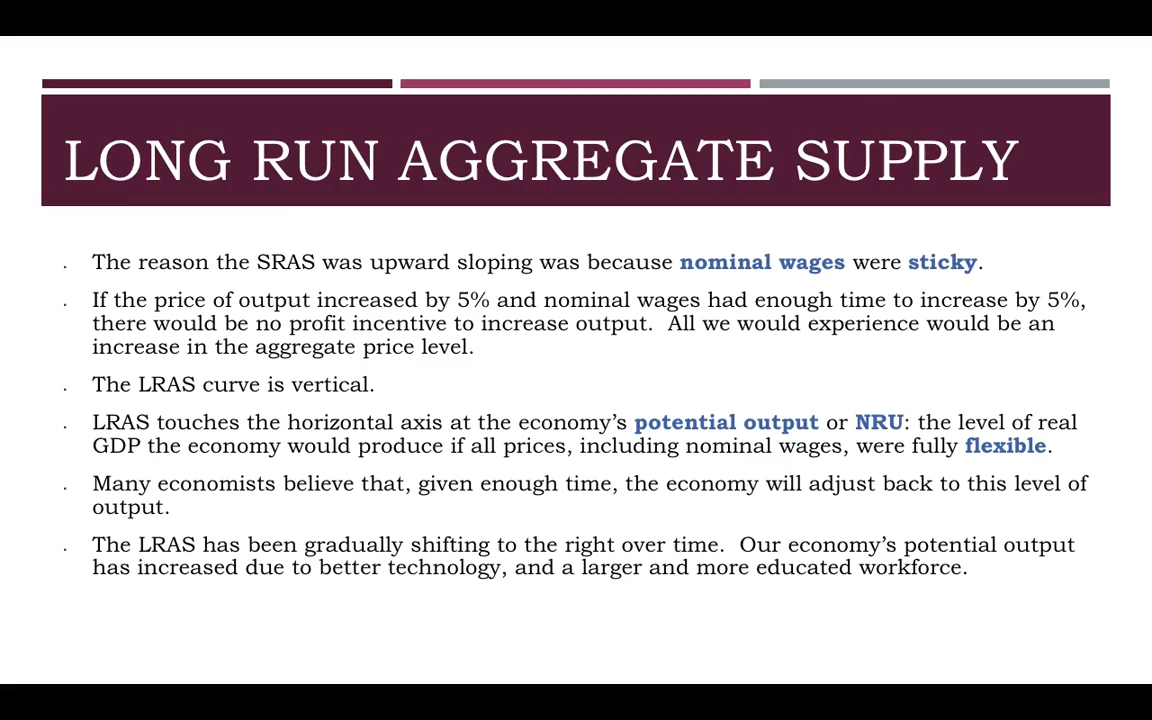 LONG RUN AGGREGATE SUPPLY
• The reason the SRAS was upward sloping was because nominal wages were sticky.
• If the price of output increased by 5% and nominal wages had enough time to increase by 5%,
there would be no profit incentive to increase output.  All we would experience would be an
increase in the aggregate price level.
• The LRAS curve is vertical.
• LRAS touches the horizontal axis at the economy’s potential output or NRU: the level of real
GDP the economy would produce if all prices, including nominal wages, were fully flexible.
• Many economists believe that, given enough time, the economy will adjust back to this level of
output.
• The LRAS has been gradually shifting to the right over time.  Our economy’s potential output
has increased due to better technology, and a larger and more educated workforce.